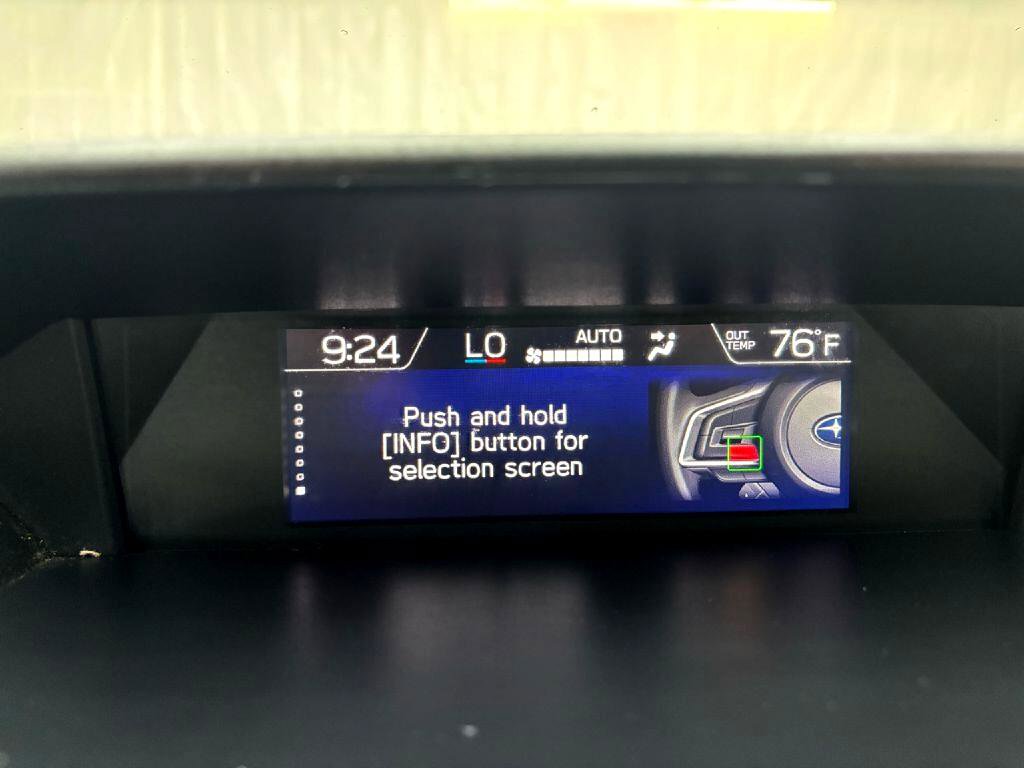 9:24
LO
AUTO
OUT
TEMP
76°F
Push and hold
[INFO] button for
selection screen